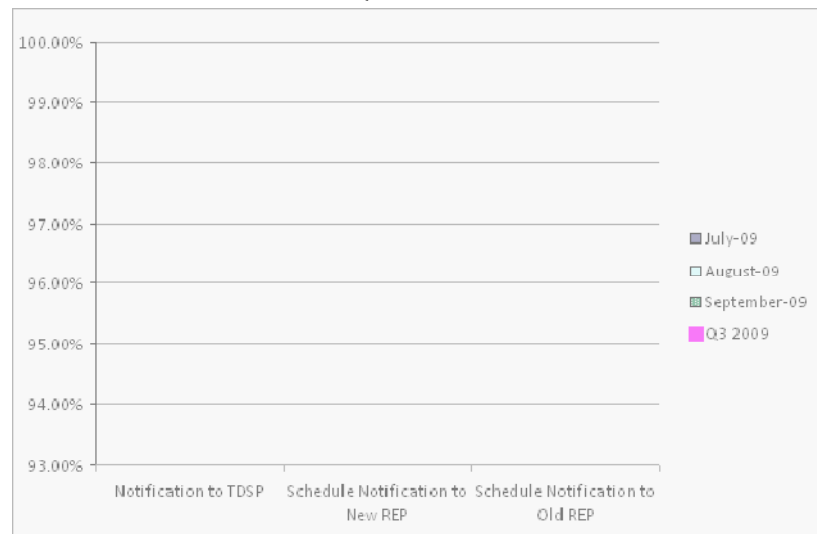 100.00%
99.00%
98.00%
97.00%
96.00%
95.00%
94.00%
93.00%
Notification to TDSP
Schedule Notification to
New REP
Schedule Notification to
Old REP
July-09
August-09
September-09
Q3 2009